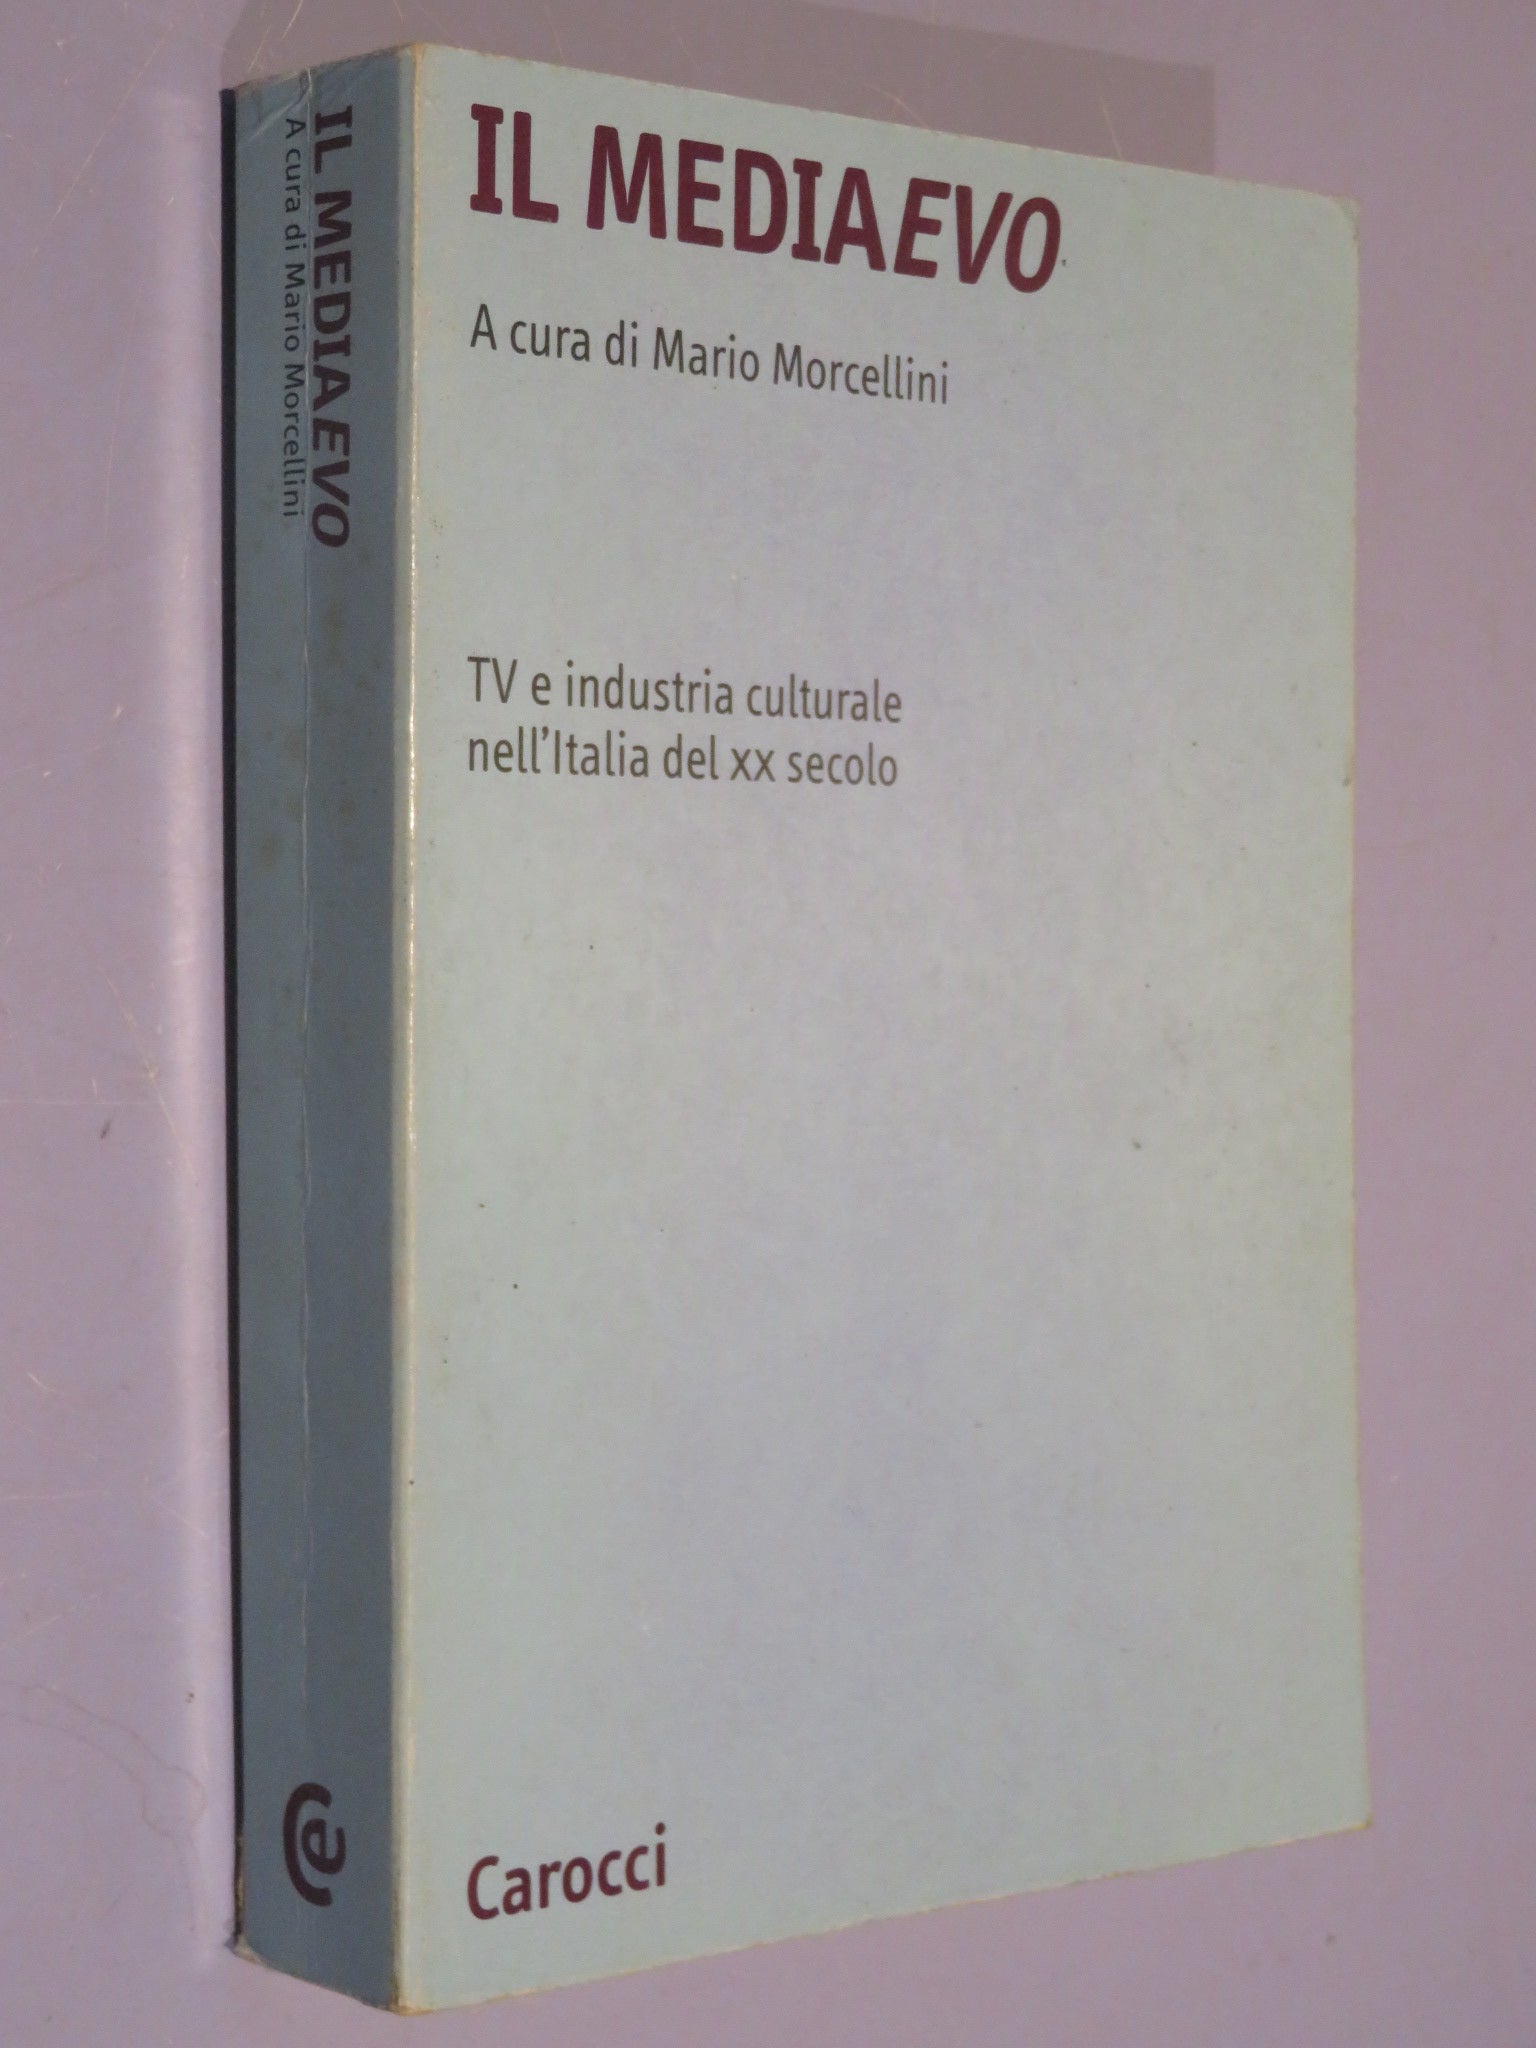 IL MEDIAEVO
A cura di Mario Morcellini
TV e industria culturale
nell'Italia del XX secolo
Carocci
IL MEDIAEVO
A cura di Mario Morcellini